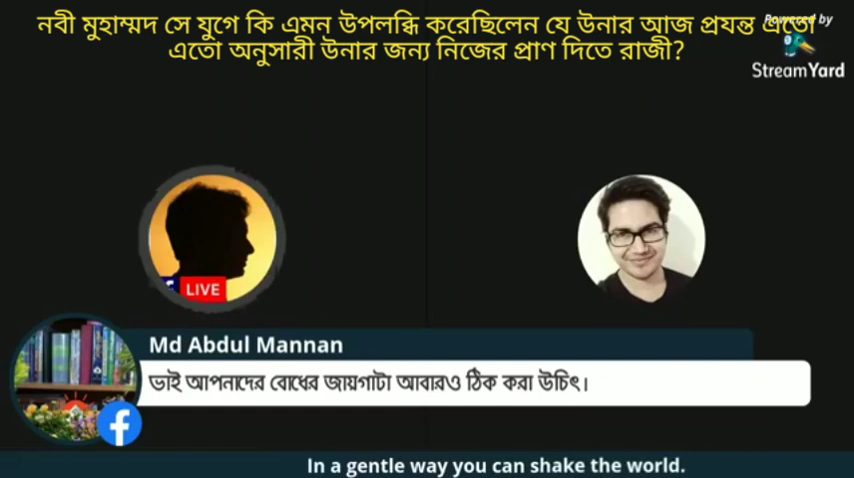 নবী মুহাম্মদ সে যুগে কি এমন উপলব্ধি করেছিলেন যে উনার আজ প্রযন্ত এতো
এতো অনুসারী উনার জন্য নিজের প্রাণ দিতে রাজী?
Powered by
StreamYard
LIVE
Md Abdul Mannan
ভাই আপনাদের বোধের জায়গাটা আবারও ঠিক করা উচিৎ।
In a gentle way you can shake the world.